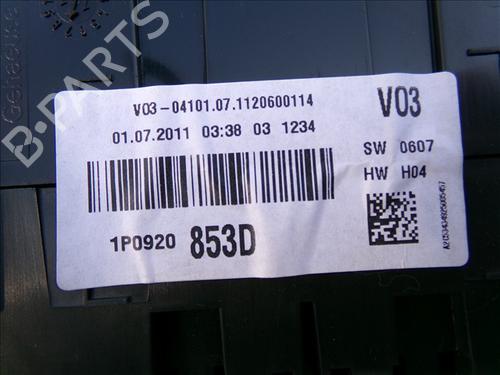 Gehäuse
V03-04101.07.1120600114
V03
01.07.2011 03:38 03 1234
SW 0607
HW H04
1P0920 853D
B-PARTS